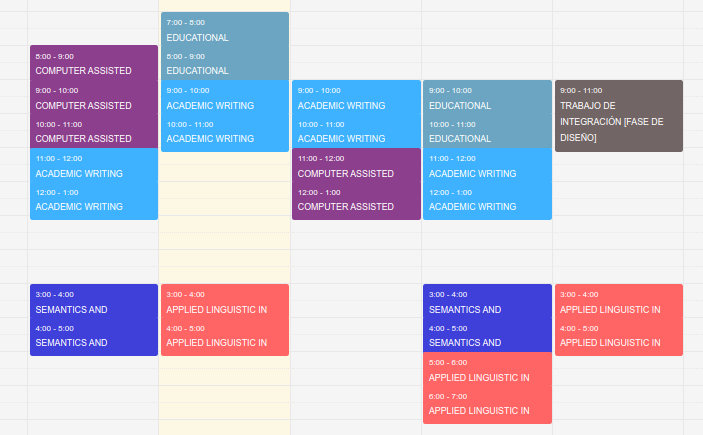 8:00 - 9:00
COMPUTER ASSISTED
9:00 - 10:00
COMPUTER ASSISTED
10:00 - 11:00
COMPUTER ASSISTED
11:00 - 12:00
ACADEMIC WRITING
12:00 - 1:00
ACADEMIC WRITING
3:00 - 4:00
SEMANTICS AND
4:00 - 5:00
SEMANTICS AND
7:00 - 8:00
EDUCATIONAL
8:00 - 9:00
EDUCATIONAL
9:00 - 10:00
ACADEMIC WRITING
10:00 - 11:00
ACADEMIC WRITING
3:00 - 4:00
APPLIED LINGUISTIC IN
4:00 - 5:00
APPLIED LINGUISTIC IN
9:00 - 10:00
ACADEMIC WRITING
10:00 - 11:00
ACADEMIC WRITING
11:00 - 12:00
COMPUTER ASSISTED
12:00 - 1:00
COMPUTER ASSISTED
9:00 - 10:00
EDUCATIONAL
10:00 - 11:00
EDUCATIONAL
11:00 - 12:00
ACADEMIC WRITING
12:00 - 1:00
ACADEMIC WRITING
3:00 - 4:00
SEMANTICS AND
4:00 - 5:00
SEMANTICS AND
5:00 - 6:00
APPLIED LINGUISTIC IN
6:00 - 7:00
APPLIED LINGUISTIC IN
9:00 - 11:00
TRABAJO DE
INTEGRACIÓN [FASE DE
DISEÑO]
3:00 - 4:00
APPLIED LINGUISTIC IN
4:00 - 5:00
APPLIED LINGUISTIC IN